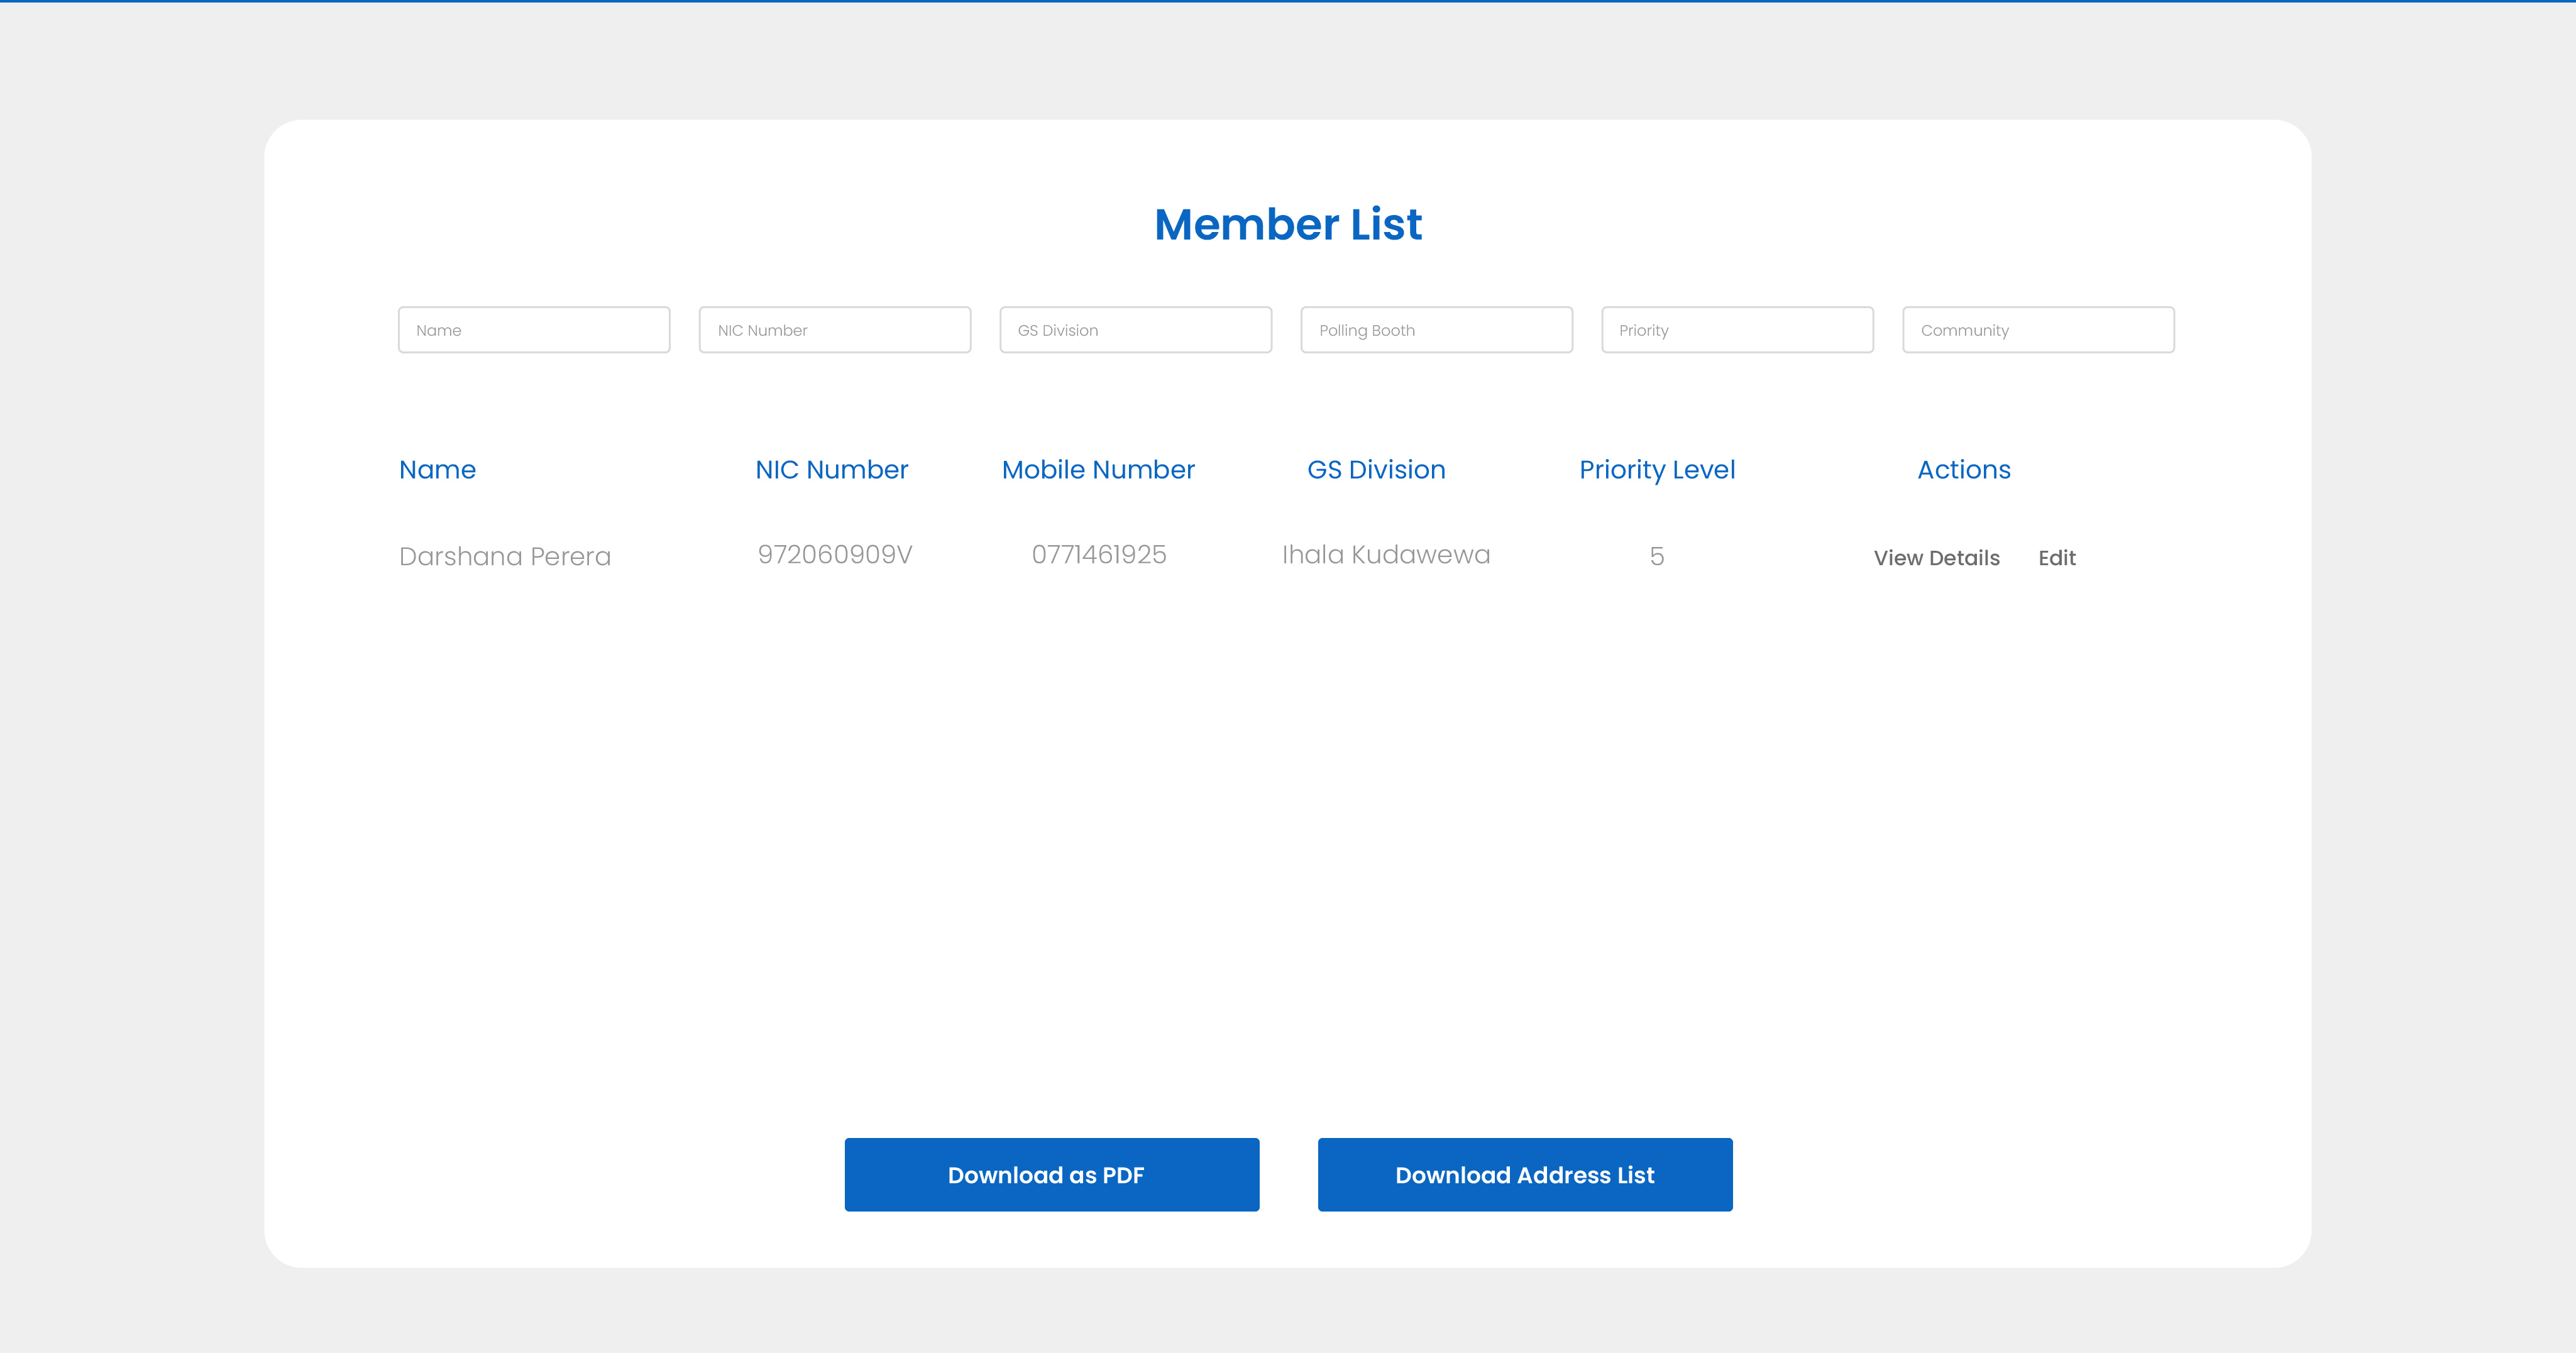 Member List
Name NIC Number GS Division Polling Booth Priority Community
Name NIC Number Mobile Number GS Division Priority Level Actions
Darshana Perera 972060909V 0771461925 Ihala Kudawewa 5 View Details Edit
Download as PDF Download Address List